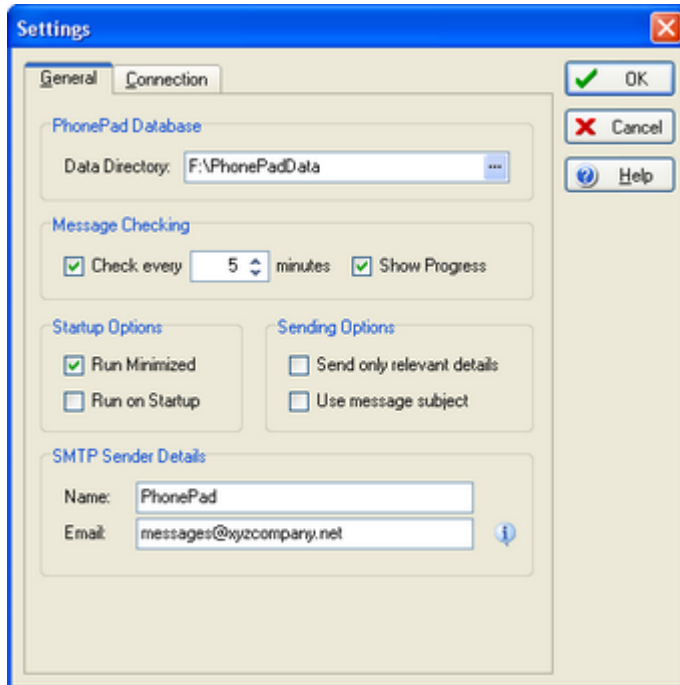 Settings
General Connection
OK
Cancel
Help
PhonePad Database
Data Directory: F:\PhonePadData ...
Message Checking
Check every 5 minutes Show Progress
Startup Options
Run Minimized
Run on Startup
Sending Options
Send only relevant details
Use message subject
SMTP Sender Details
Name: PhonePad
Email: messages@xyzcompany.net